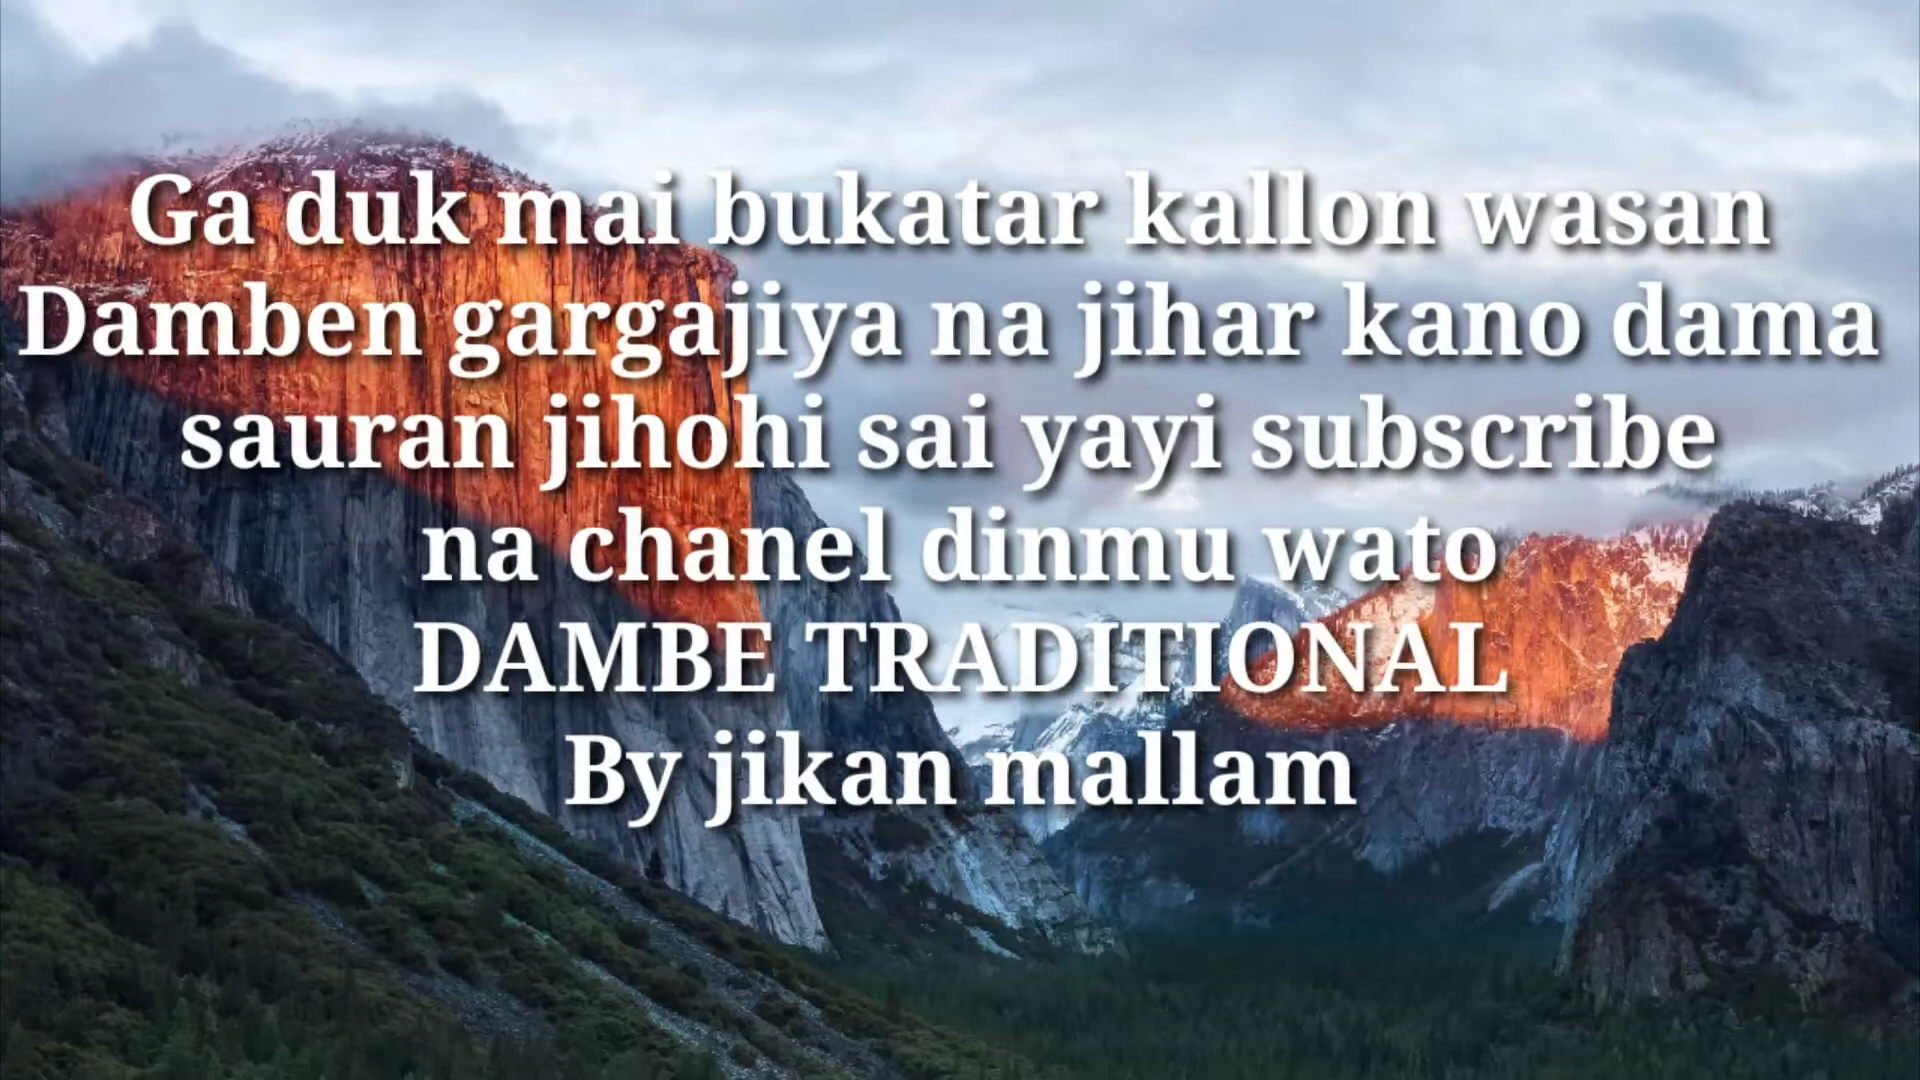 Ga duk mai bukatar kallon wasan
Damben gargajiya na jihar kano dama
sauran jihohi sai yayi subscribe
na chanel dinmu wato
DAMBE TRADITIONAL
By jikan mallam